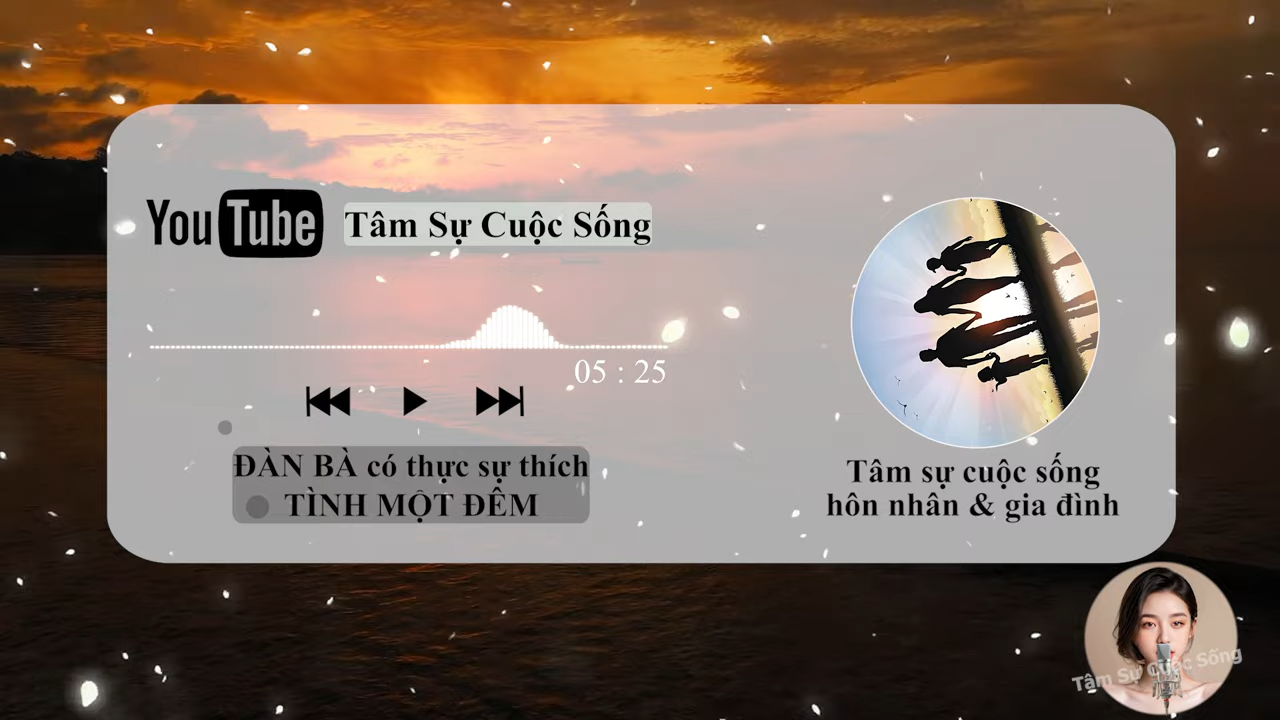 YouTube Tâm Sự Cuộc Sống
05 : 25
ĐÀN BÀ có thực sự thích
TÌNH MỘT ĐÊM
Tâm sự cuộc sống
hôn nhân & gia đình
Tâm Sự Cuộc Sống